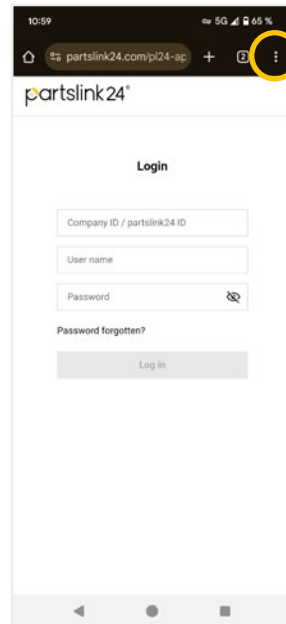 10:59 5G 65 %
partslink24.com/pl24-ap 2
partslink24®
Login
Company ID / partslink24 ID
User name
Password
Password forgotten?
Log in